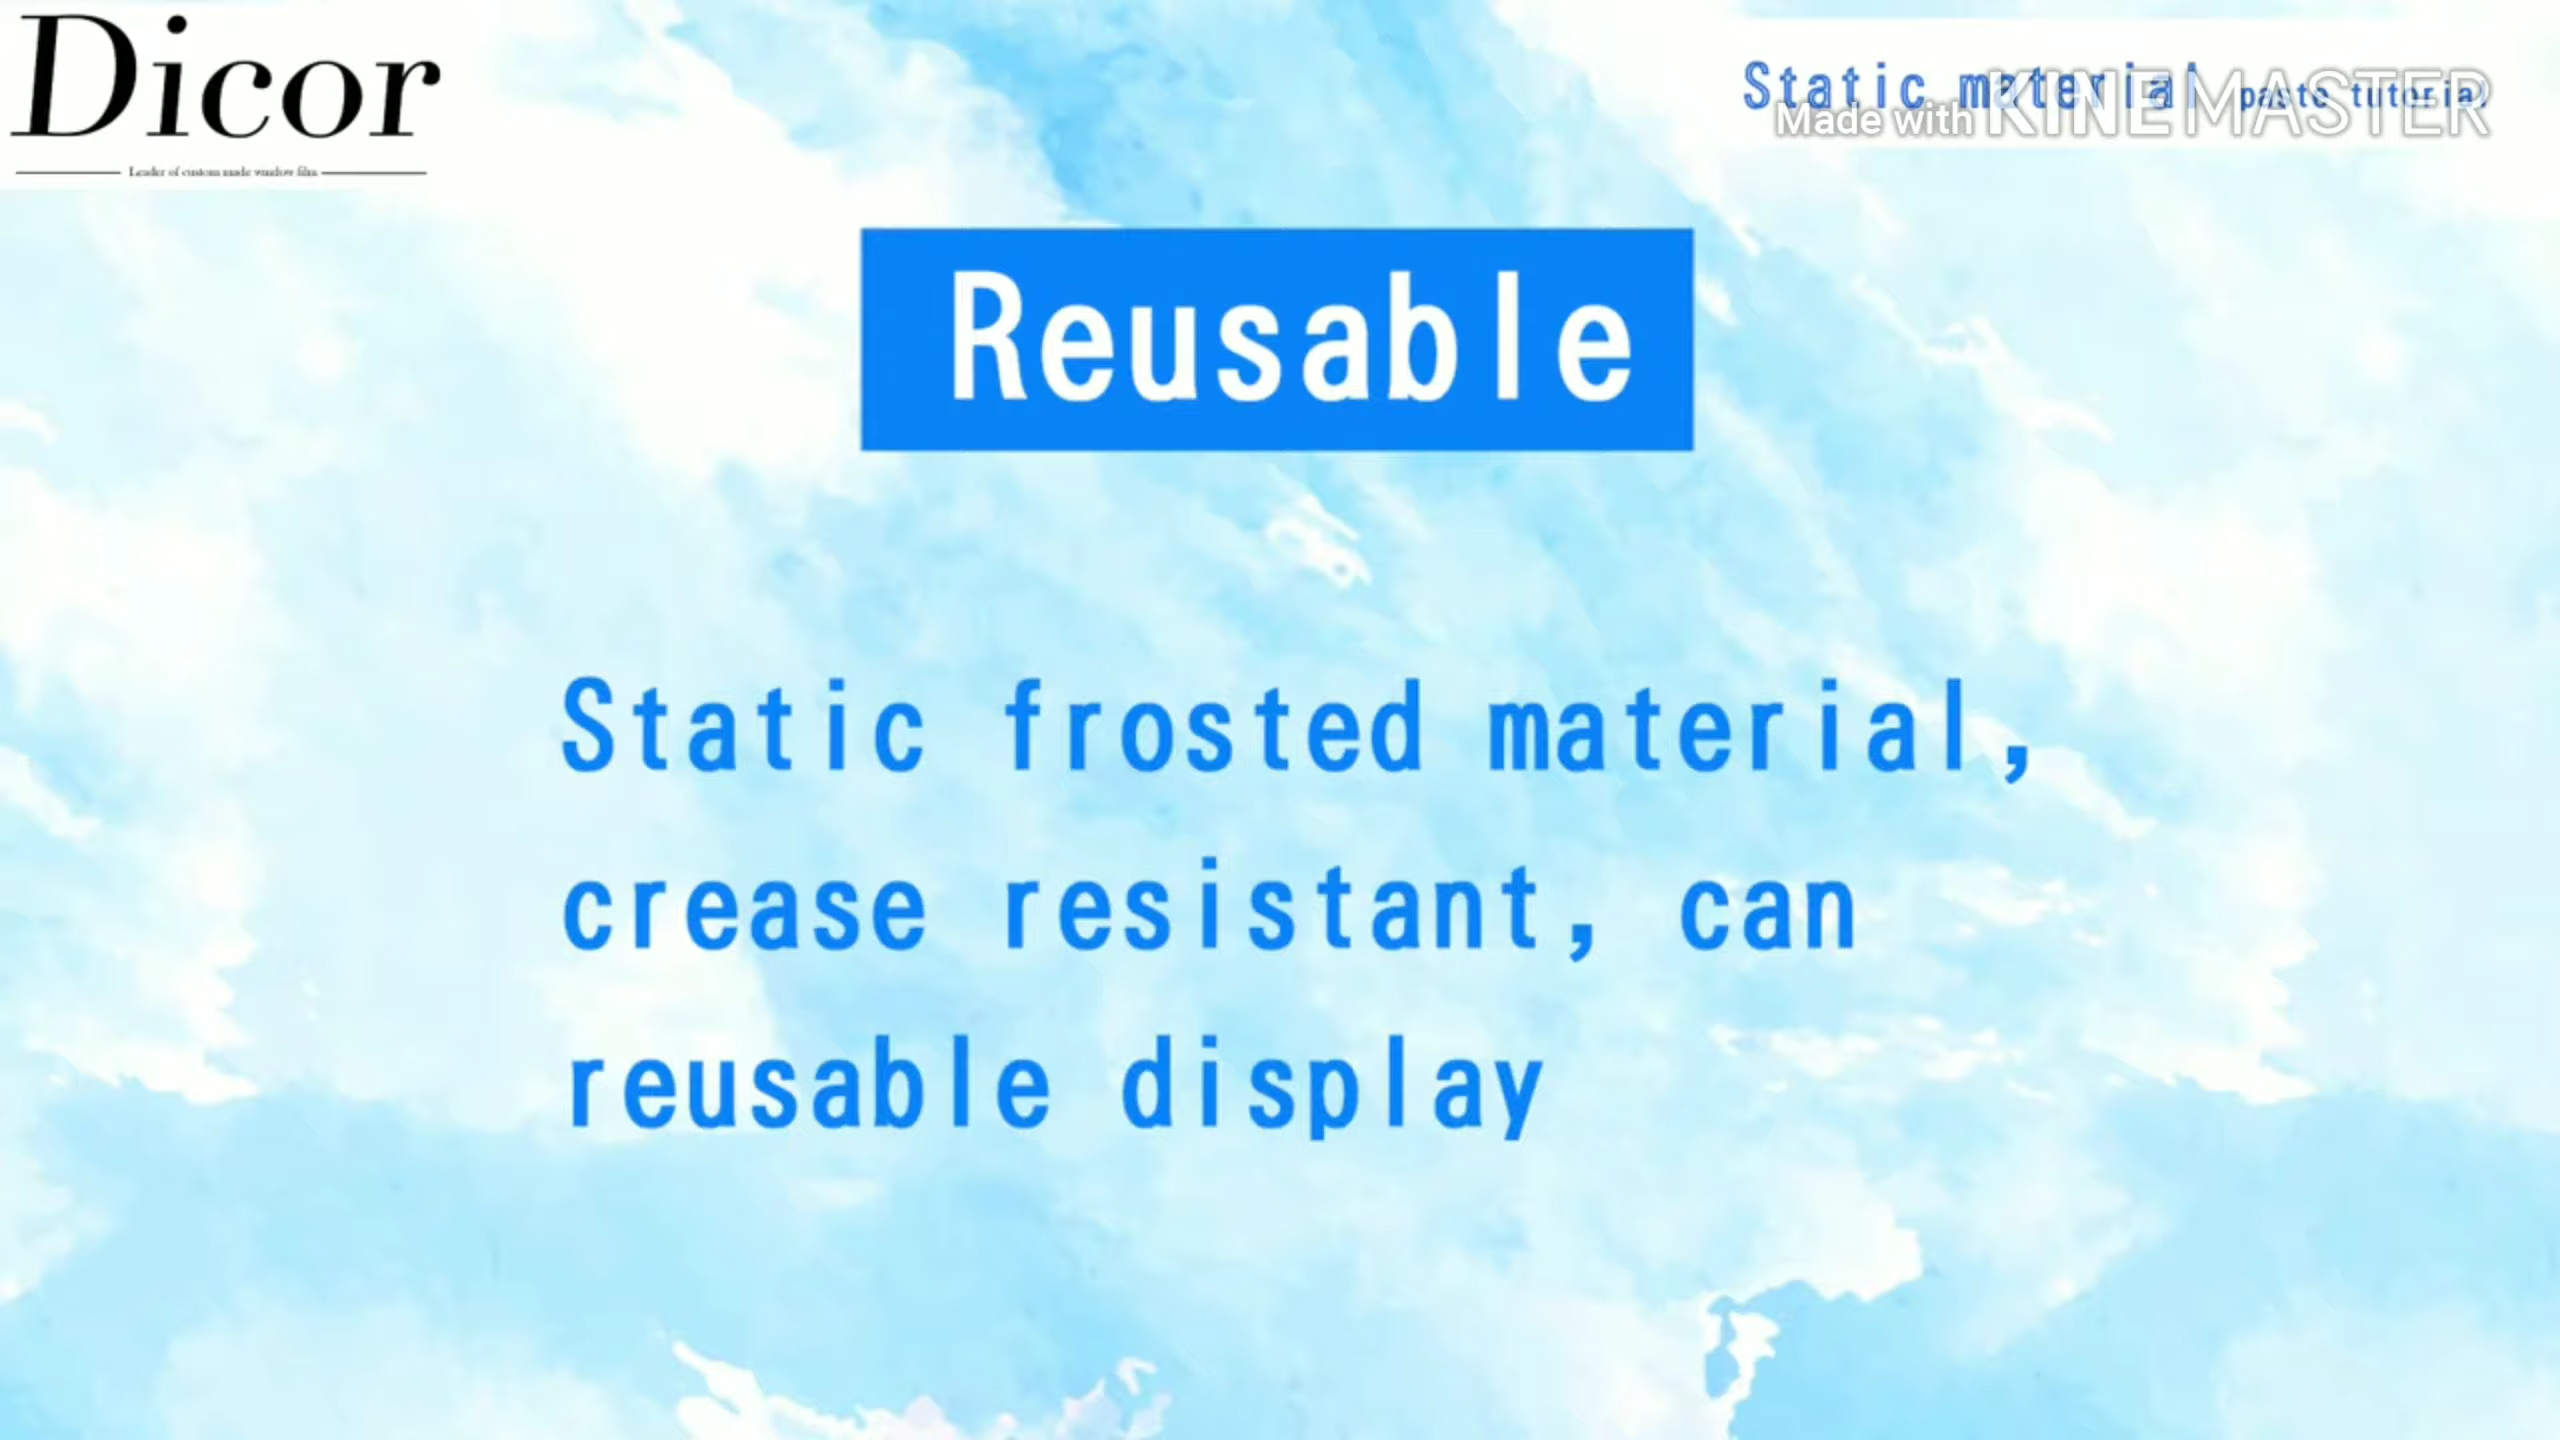 Dicor
Leader of custom made window film
Static material paste tutorial
Made with KINEMASTER
Reusable
Static frosted material,
crease resistant, can
reusable display